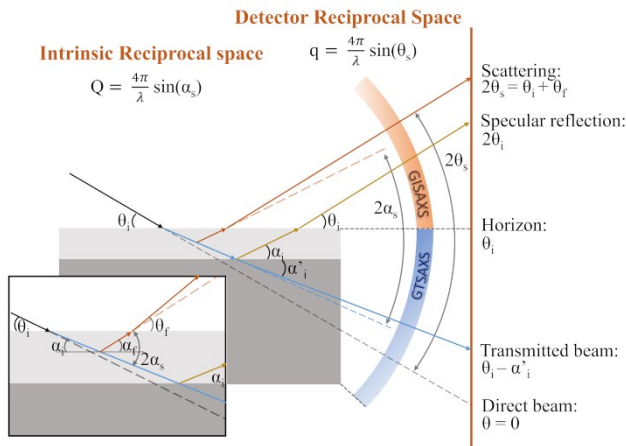 Detector Reciprocal Space
Intrinsic Reciprocal space
q = 4π/λ sin(θₛ)
Q = 4π/λ sin(αₛ)
Scattering:
2θₛ = θᵢ + θf
Specular reflection:
2θᵢ
2θₛ
GISAXS
2αₛ
θᵢ
θᵢ
Horizon:
θᵢ
αᵢ
α'ᵢ
GTSAXS
θᵢ
θf
αᵢ
αf
2αₛ
αᵢ
Transmitted beam:
θᵢ – α'ᵢ
Direct beam:
θ = 0